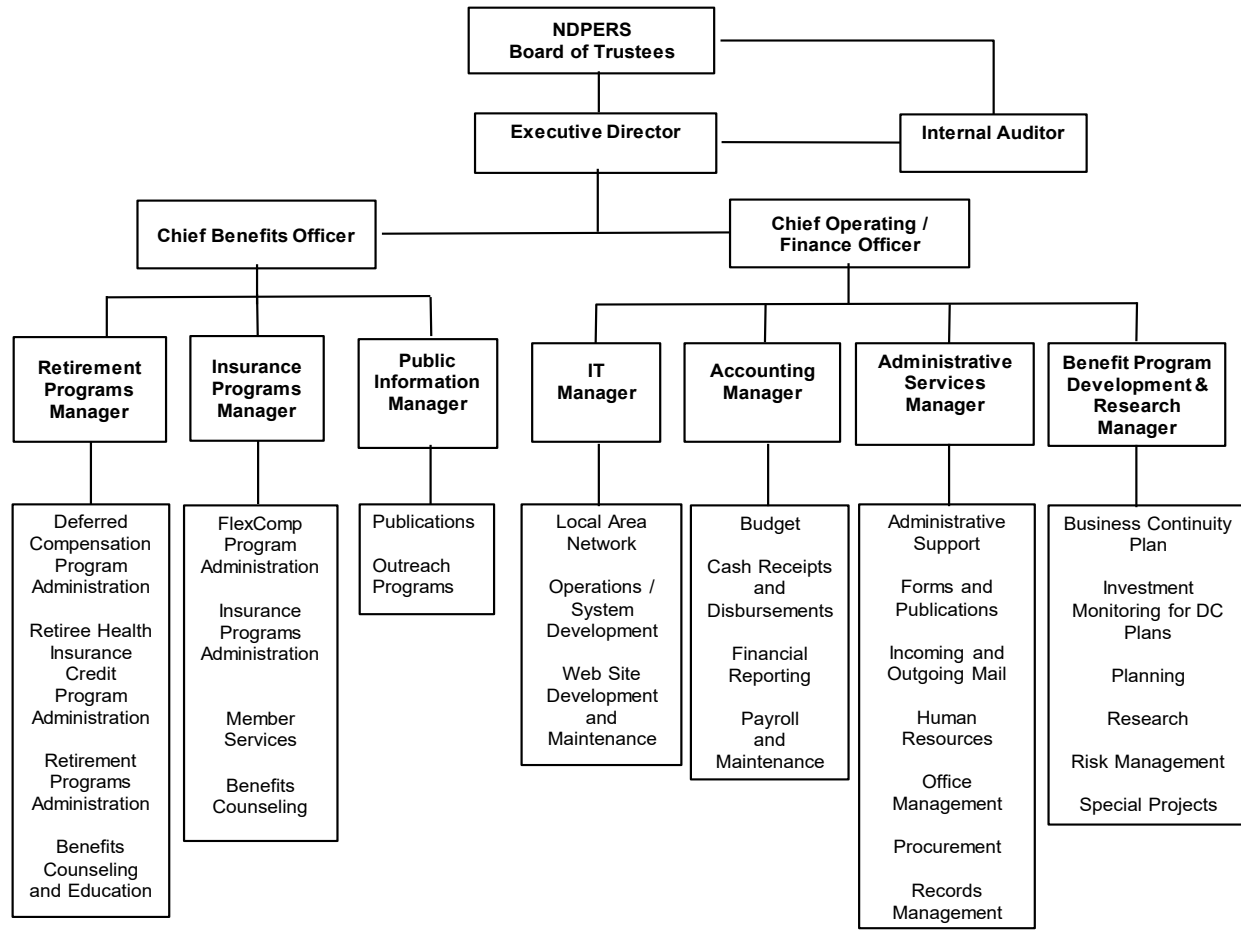 NDPERS
Board of Trustees
Executive Director
Internal Auditor
Chief Benefits Officer
Chief Operating /
Finance Officer
Retirement
Programs
Manager
Insurance
Programs
Manager
Public
Information
Manager
IT
Manager
Accounting
Manager
Administrative
Services
Manager
Benefit Program
Development &
Research
Manager
Deferred
Compensation
Program
Administration
Retiree Health
Insurance
Credit
Program
Administration
Retirement
Programs
Administration
Benefits
Counseling
and Education
FlexComp
Program
Administration
Insurance
Programs
Administration
Member
Services
Benefits
Counseling
Publications
Outreach
Programs
Local Area
Network
Operations /
System
Development
Web Site
Development
and
Maintenance
Budget
Cash Receipts
and
Disbursements
Financial
Reporting
Payroll
and
Maintenance
Administrative
Support
Forms and
Publications
Incoming and
Outgoing Mail
Human
Resources
Office
Management
Procurement
Records
Management
Business Continuity
Plan
Investment
Monitoring for DC
Plans
Planning
Research
Risk Management
Special Projects